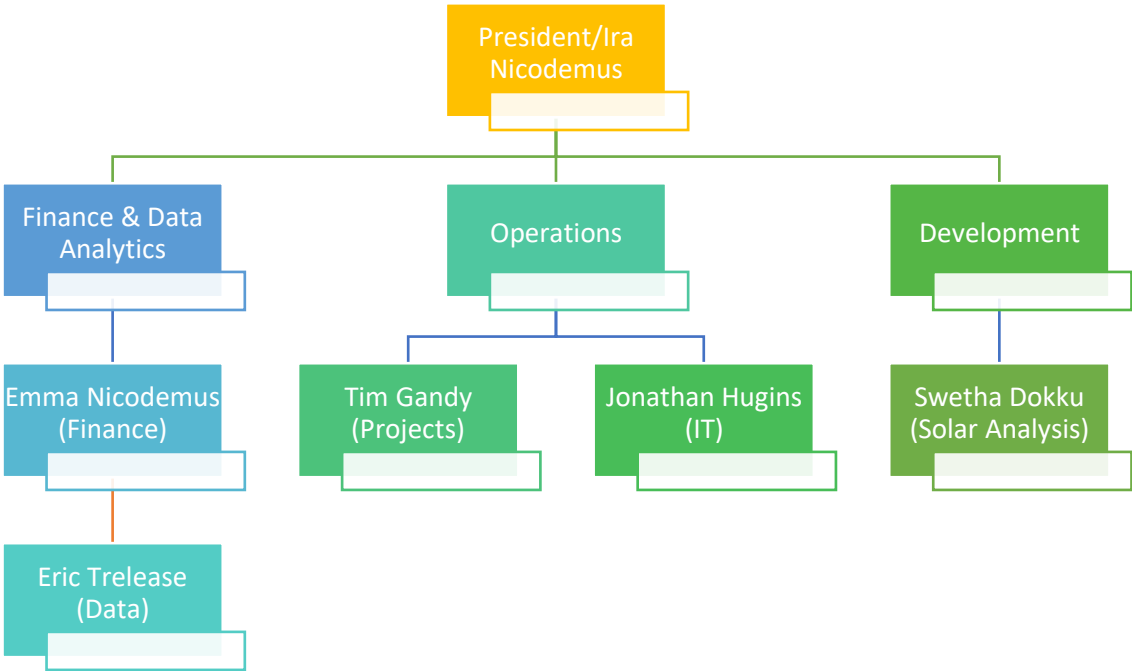 President/Ira
Nicodemus
Finance & Data
Analytics
Operations
Development
Emma Nicodemus
(Finance)
Tim Gandy
(Projects)
Jonathan Hugins
(IT)
Swetha Dokku
(Solar Analysis)
Eric Trelease
(Data)